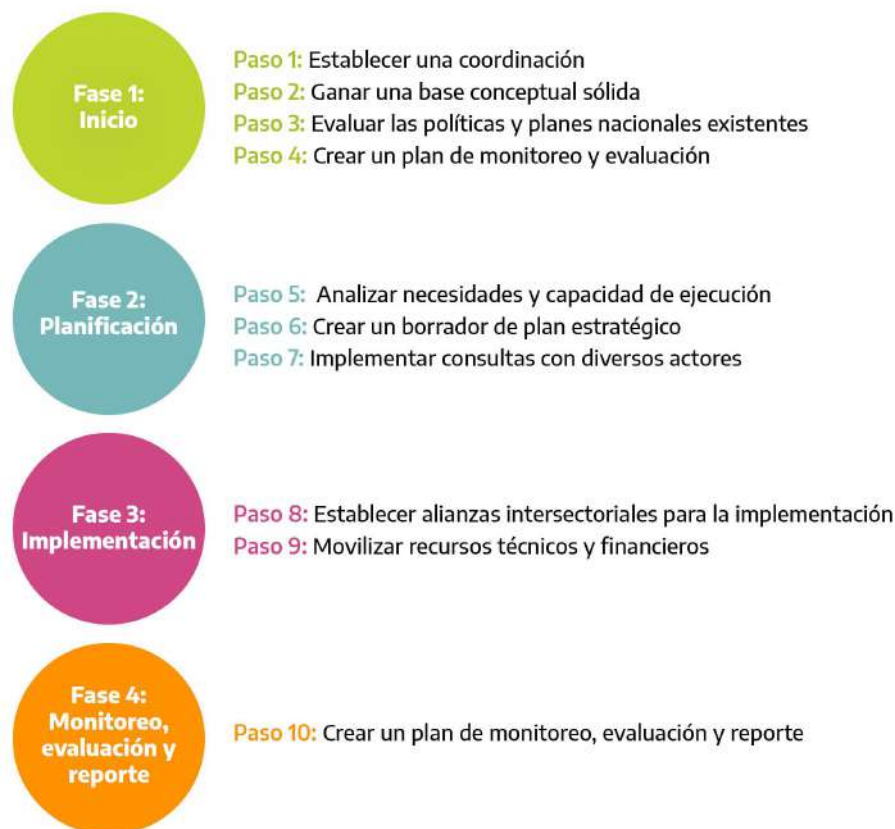 Fase 1:
Inicio
Paso 1: Establecer una coordinación
Paso 2: Ganar una base conceptual sólida
Paso 3: Evaluar las políticas y planes nacionales existentes
Paso 4: Crear un plan de monitoreo y evaluación
Fase 2:
Planificación
Paso 5: Analizar necesidades y capacidad de ejecución
Paso 6: Crear un borrador de plan estratégico
Paso 7: Implementar consultas con diversos actores
Fase 3:
Implementación
Paso 8: Establecer alianzas intersectoriales para la implementación
Paso 9: Movilizar recursos técnicos y financieros
Fase 4:
Monitoreo,
evaluación y
reporte
Paso 10: Crear un plan de monitoreo, evaluación y reporte